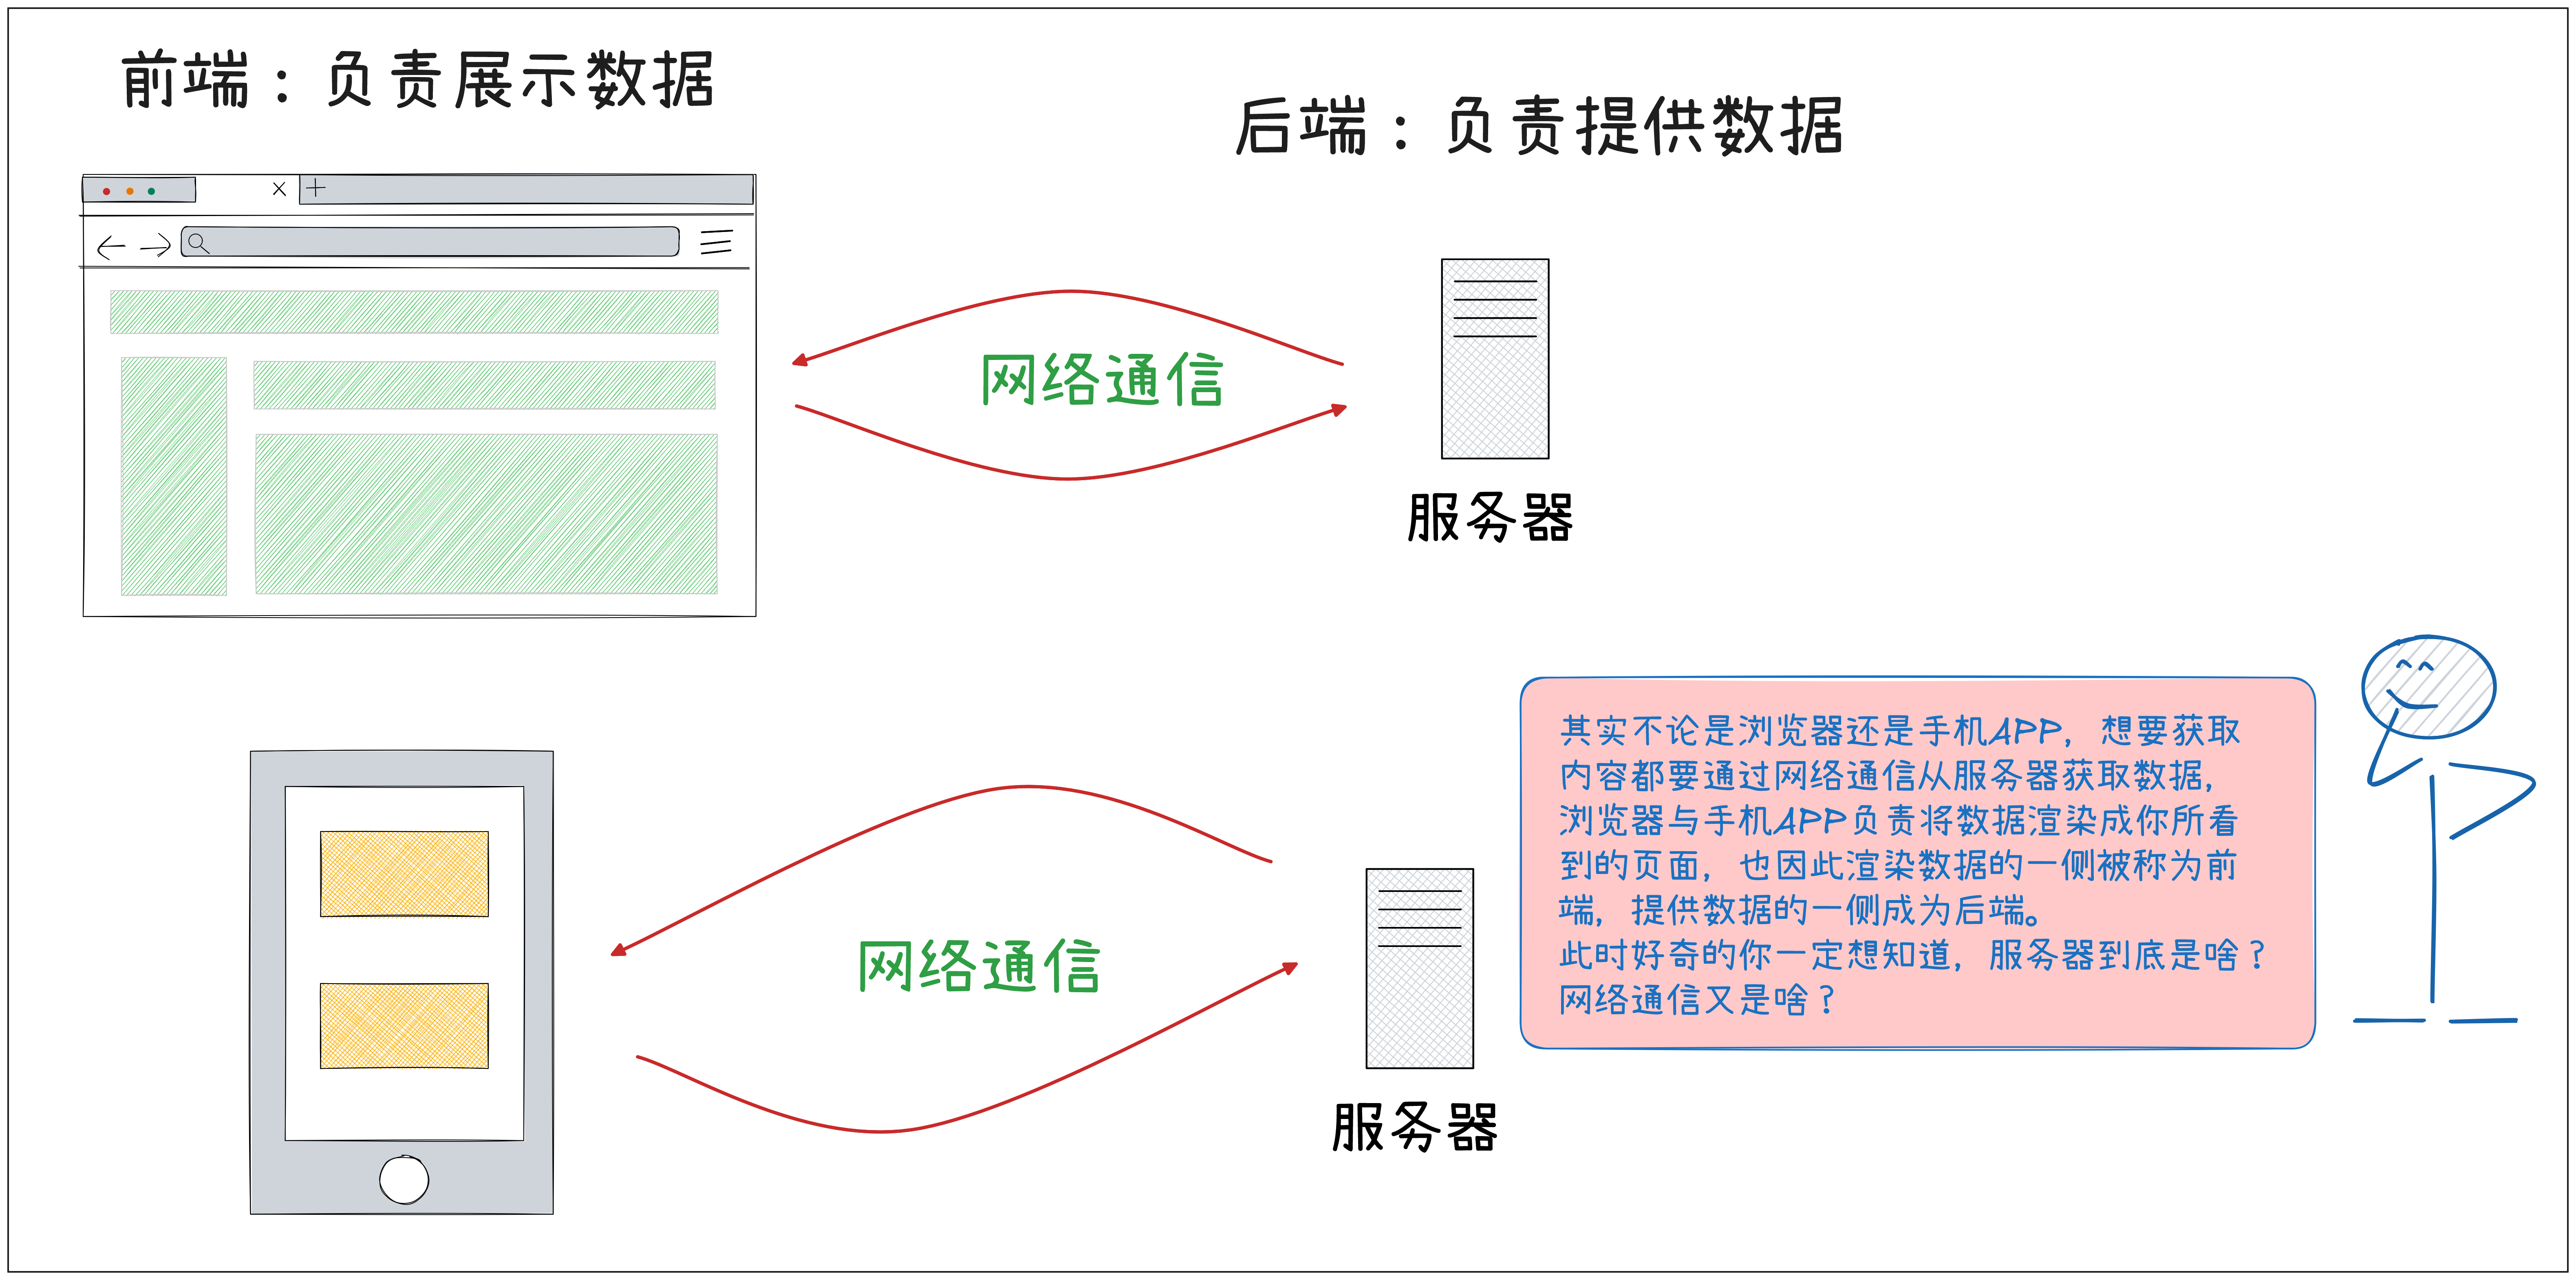 前端：负责展示数据
后端：负责提供数据
网络通信
服务器
其实不论是浏览器还是手机APP，想要获取
内容都要通过网络通信从服务器获取数据，
浏览器与手机APP负责将数据渲染成你所看
到的页面，也因此渲染数据的一侧被称为前
端，提供数据的一侧成为后端。
此时好奇的你一定想知道，服务器到底是啥？
网络通信又是啥？
网络通信
服务器